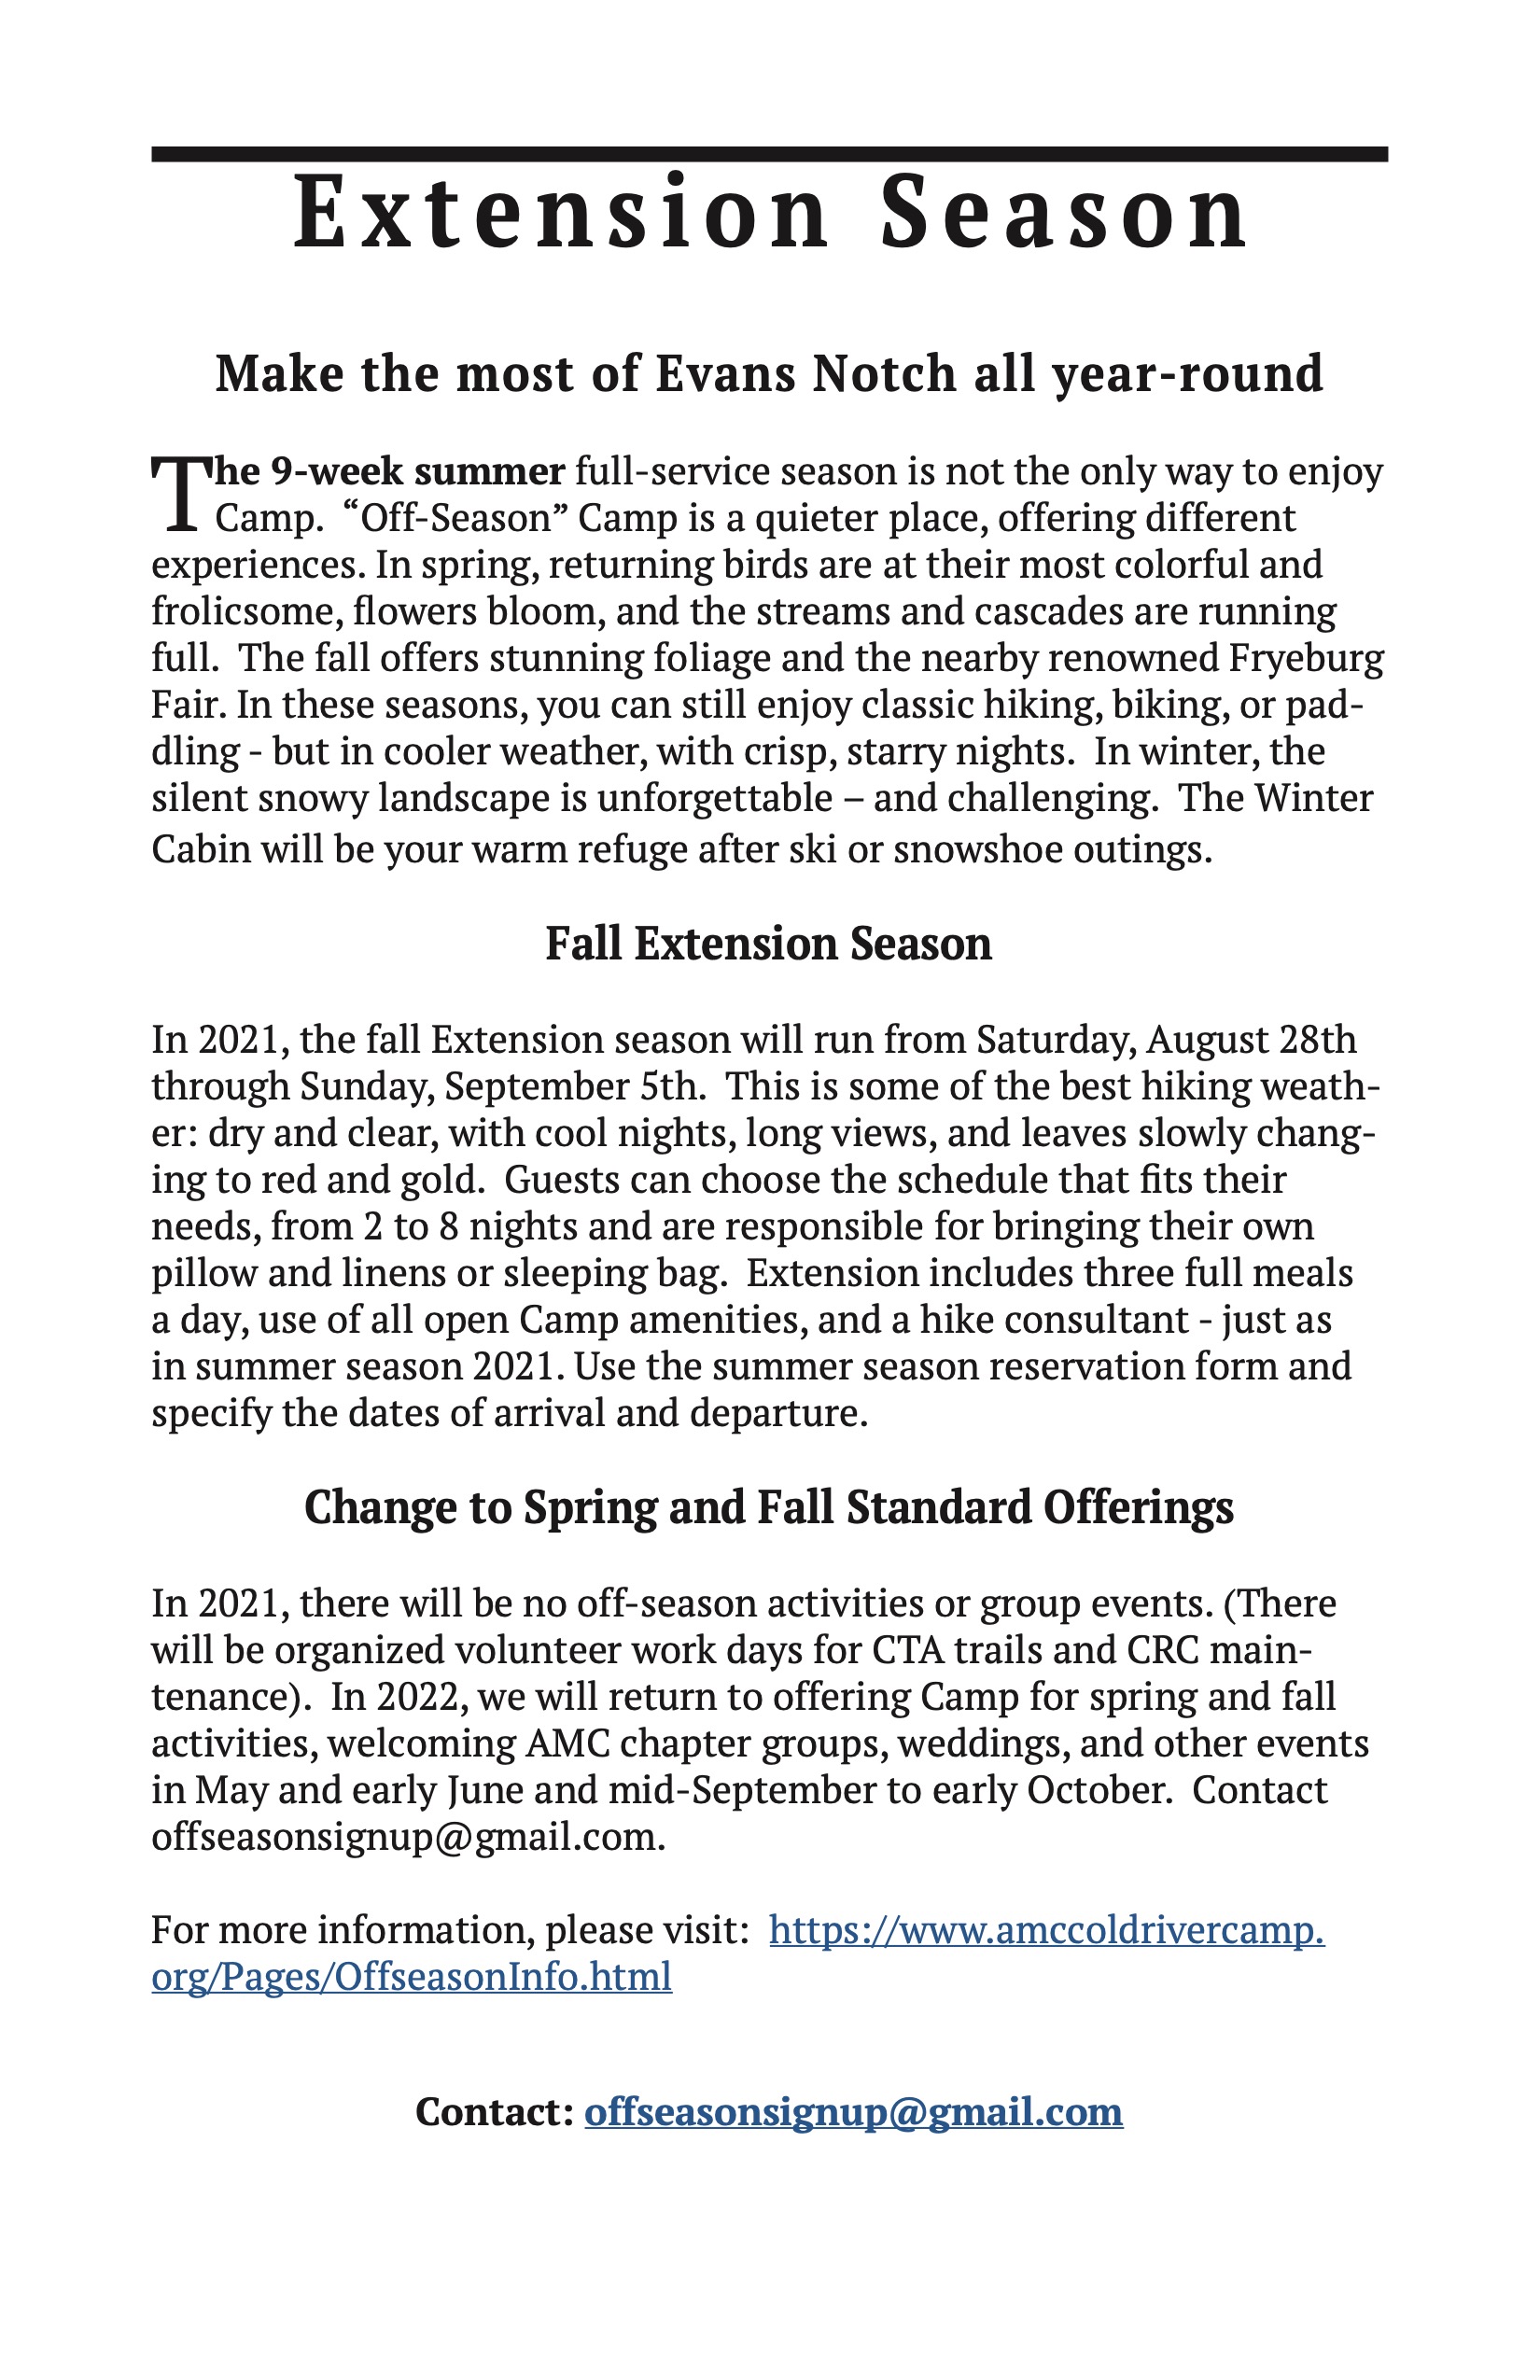 Extension Season
Make the most of Evans Notch all year-round
The 9-week summer full-service season is not the only way to enjoy
Camp.  “Off-Season” Camp is a quieter place, offering different
experiences. In spring, returning birds are at their most colorful and
frolicsome, flowers bloom, and the streams and cascades are running
full.  The fall offers stunning foliage and the nearby renowned Fryeburg
Fair. In these seasons, you can still enjoy classic hiking, biking, or pad-
dling - but in cooler weather, with crisp, starry nights.  In winter, the
silent snowy landscape is unforgettable – and challenging.  The Winter
Cabin will be your warm refuge after ski or snowshoe outings.
Fall Extension Season
In 2021, the fall Extension season will run from Saturday, August 28th
through Sunday, September 5th.  This is some of the best hiking weath-
er: dry and clear, with cool nights, long views, and leaves slowly chang-
ing to red and gold.  Guests can choose the schedule that fits their
needs, from 2 to 8 nights and are responsible for bringing their own
pillow and linens or sleeping bag.  Extension includes three full meals
a day, use of all open Camp amenities, and a hike consultant - just as
in summer season 2021. Use the summer season reservation form and
specify the dates of arrival and departure.
Change to Spring and Fall Standard Offerings
In 2021, there will be no off-season activities or group events. (There
will be organized volunteer work days for CTA trails and CRC main-
tenance).  In 2022, we will return to offering Camp for spring and fall
activities, welcoming AMC chapter groups, weddings, and other events
in May and early June and mid-September to early October.  Contact
offseasonsignup@gmail.com.
For more information, please visit:  https://www.amccoldrivercamp.
org/Pages/OffseasonInfo.html
Contact: offseasonsignup@gmail.com